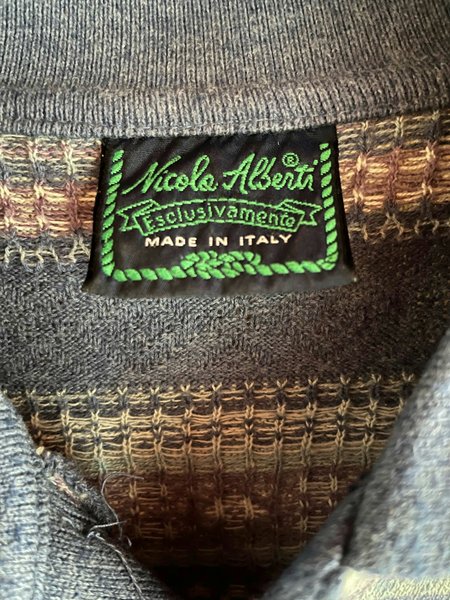 Nicola Alberti®
Esclusivamente
MADE IN ITALY